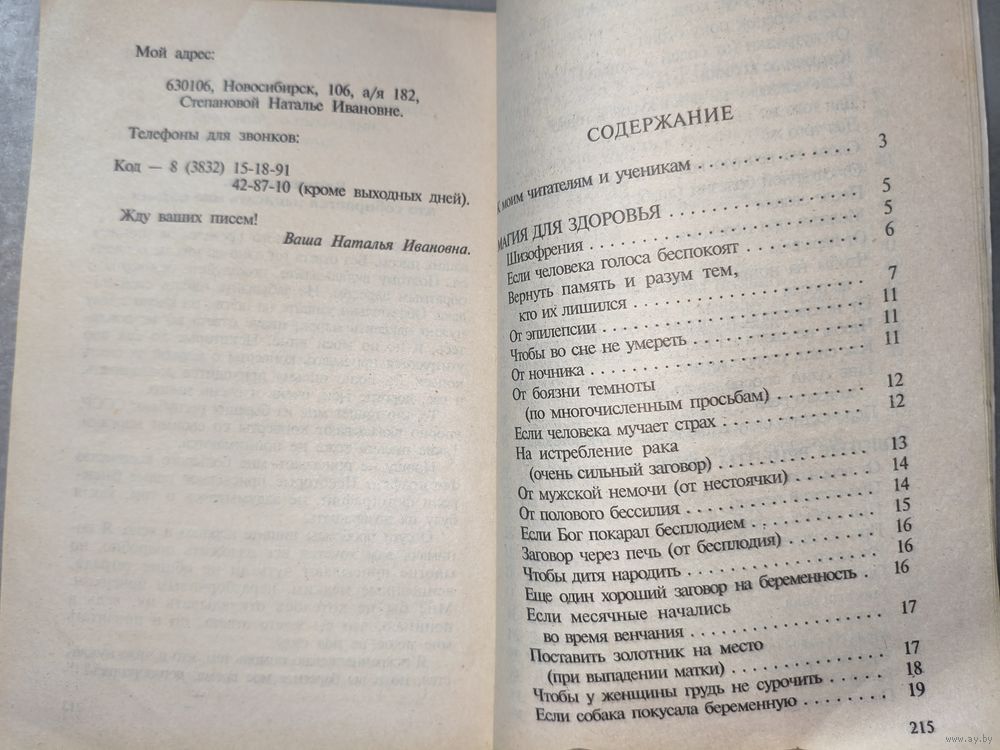 Мой адрес:
630106, Новосибирск, 106, а/я 182,
Степановой Наталье Ивановне.
Телефоны для звонков:
Код — 8 (3832) 15-18-91
42-87-10 (кроме выходных дней).
Жду ваших писем!
Ваша Наталья Ивановна.
СОДЕРЖАНИЕ
К моим читателям и ученикам . . . . . . . . . . . . . . 3
МАГИЯ ДЛЯ ЗДОРОВЬЯ . . . . . . . . . . . . . . . . 5
Шизофрения . . . . . . . . . . . . . . . . . . . . . . . 5
Если человека голоса беспокоят . . . . . . . . . . . 6
Вернуть память и разум тем,
кто их лишился . . . . . . . . . . . . . . . . . . . . 7
От эпилепсии . . . . . . . . . . . . . . . . . . . . . . 11
Чтобы во сне не умереть . . . . . . . . . . . . . . . 11
От ночника . . . . . . . . . . . . . . . . . . . . . . . 11
От боязни темноты
(по многочисленным просьбам) . . . . . . . . . . 12
Если человека мучает страх . . . . . . . . . . . . . 12
На истребление рака
(очень сильный заговор) . . . . . . . . . . . . . . 13
От мужской немочи (от нестоячки) . . . . . . . . 14
От полового бессилия . . . . . . . . . . . . . . . . 14
Если Бог покарал бесплодием . . . . . . . . . . . 15
Заговор через печь (от бесплодия) . . . . . . . . 16
Чтобы дитя народить . . . . . . . . . . . . . . . . 16
Еще один хороший заговор на беременность . 16
Если месячные начались
во время венчания . . . . . . . . . . . . . . . . . . 17
Поставить золотник на место
(при выпадении матки) . . . . . . . . . . . . . . . 17
Чтобы у женщины грудь не сурочить . . . . . . 18
Если собака покусала беременную . . . . . . . . 19
215
www.ay.by